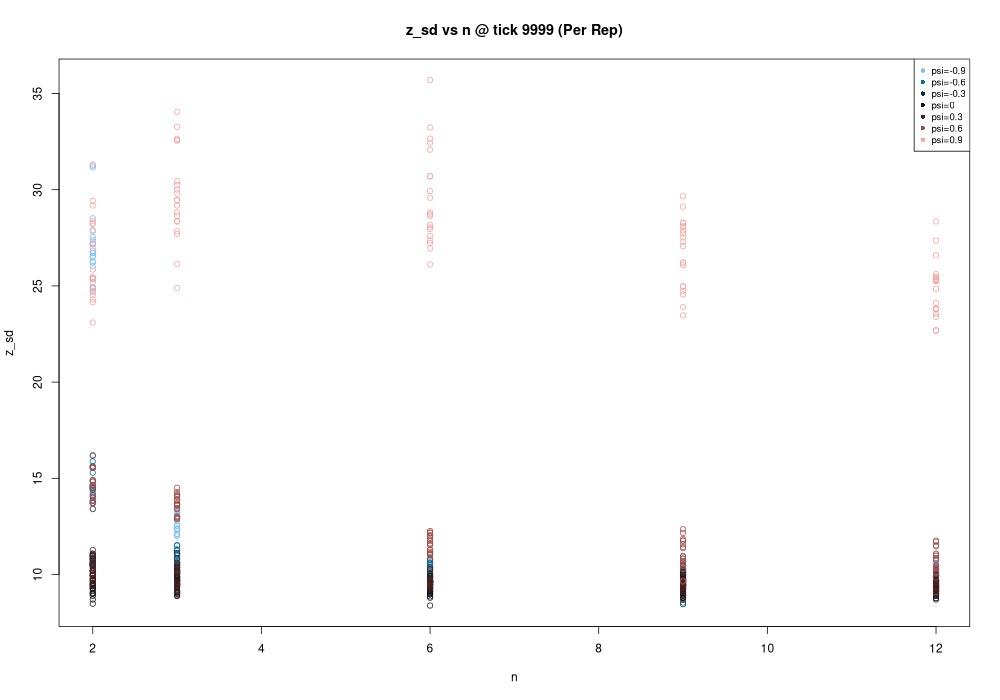 z_sd vs n @ tick 9999 (Per Rep)
psi=-0.9
psi=-0.6
psi=-0.3
psi=0
psi=0.3
psi=0.6
psi=0.9
35
30
25
20
15
10
z_sd
2 4 6 8 10 12
n